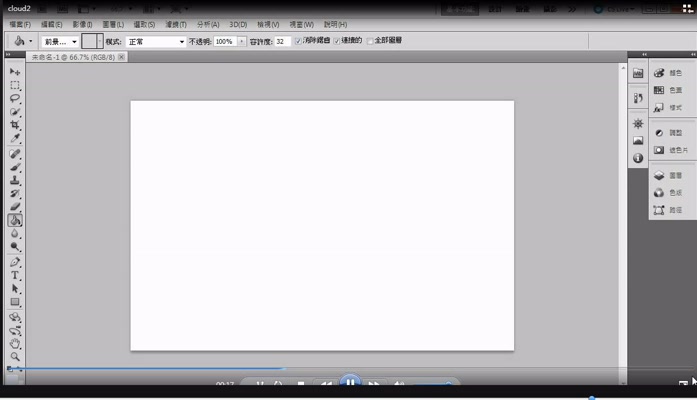 cloud2
檔案(F) 編輯(E) 影像(I) 圖層(L) 選取(S) 濾鏡(T) 分析(A) 3D(D) 檢視(V) 視窗(W) 說明(H)
前景... 模式: 正常 不透明: 100% 容許度: 32 消除鋸齒 連續的 全部圖層
未命名-1 @ 66.7% (RGB/8)
顏色
色票
樣式
調整
遮色片
圖層
色版
路徑
00:17